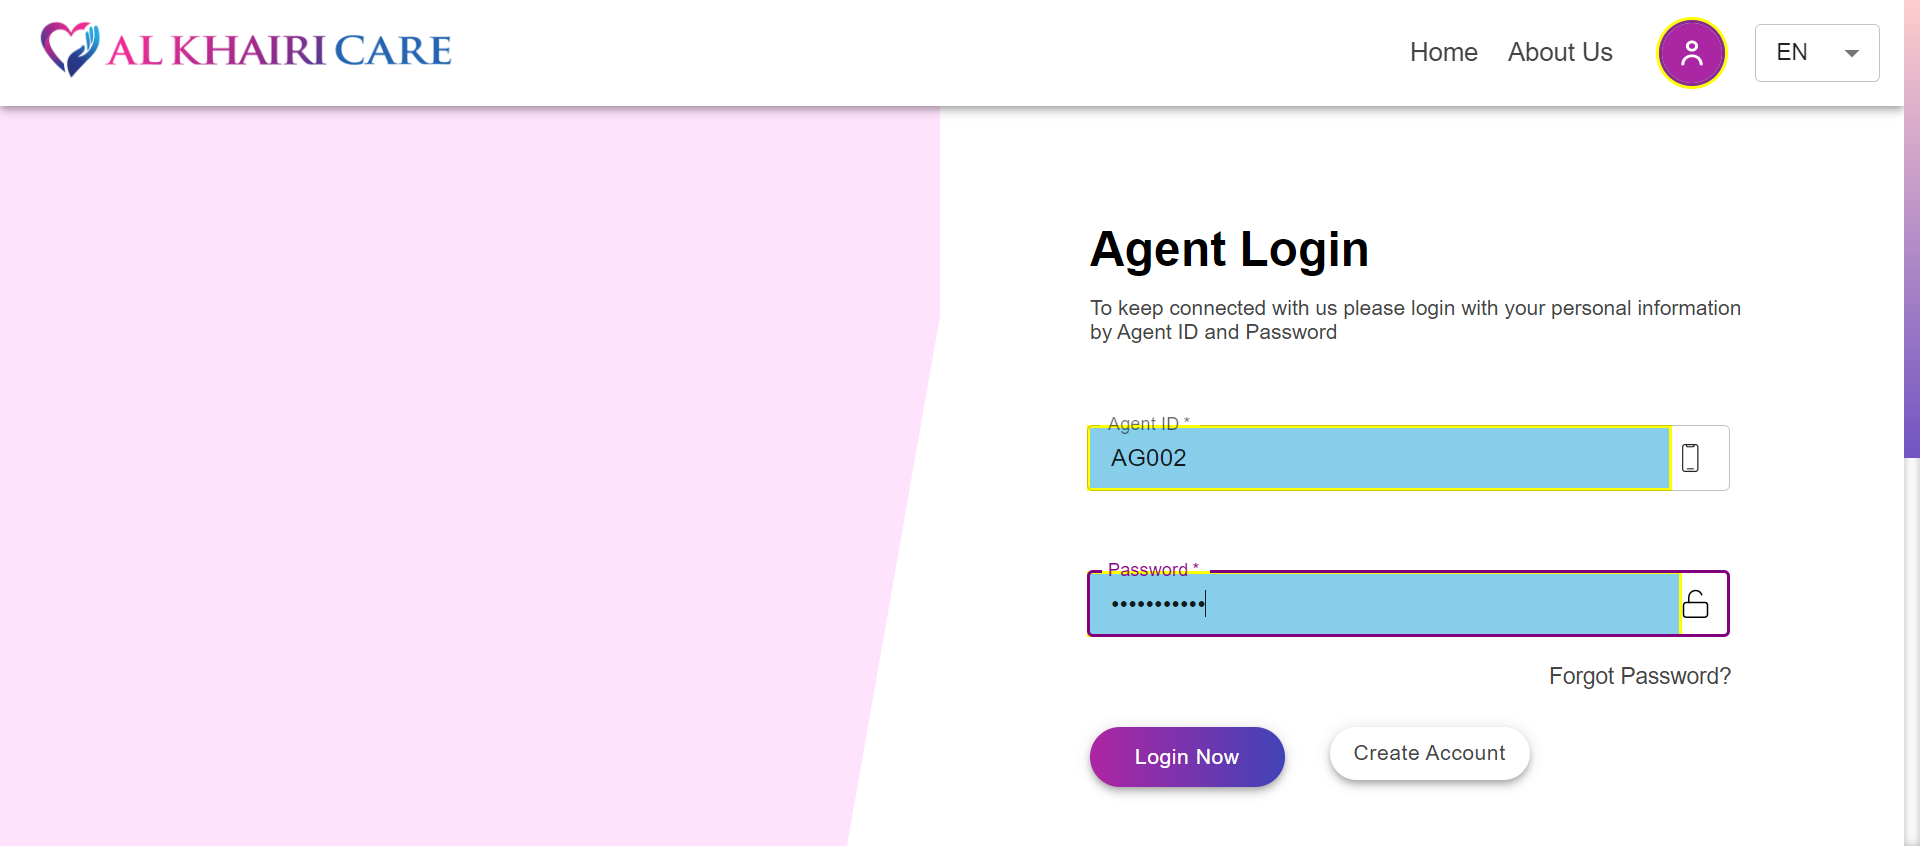 AL KHAIRI CARE
Home
About Us
EN
Agent Login
To keep connected with us please login with your personal information
by Agent ID and Password
Agent ID *
AG002
Password *
•••••••••••
Forgot Password?
Login Now
Create Account